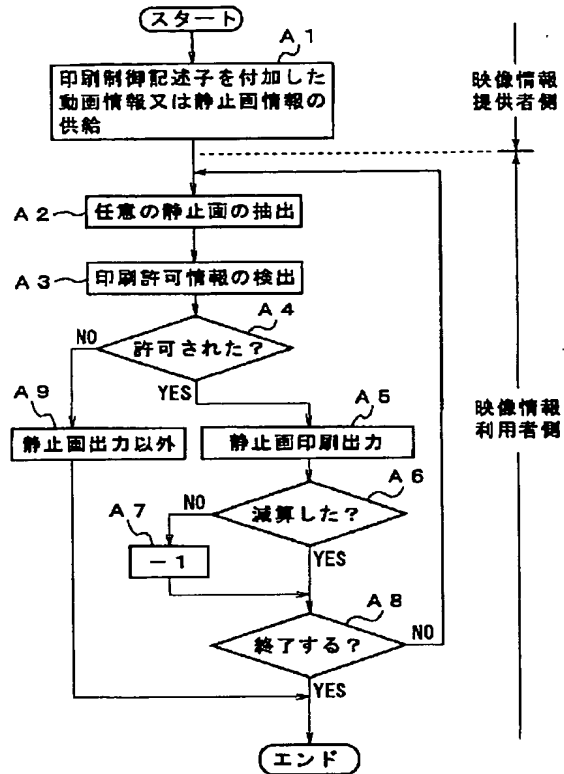 スタート
A1
印刷制御記述子を付加した
動画情報又は静止画情報の
供給
映像情報
提供者側
A2
任意の静止画の抽出
A3
印刷許可情報の検出
A4
許可された?
NO
YES
A9
静止画出力以外
A5
静止画印刷出力
映像情報
利用者側
A6
減算した?
NO
YES
A7
-1
A8
終了する?
NO
YES
エンド